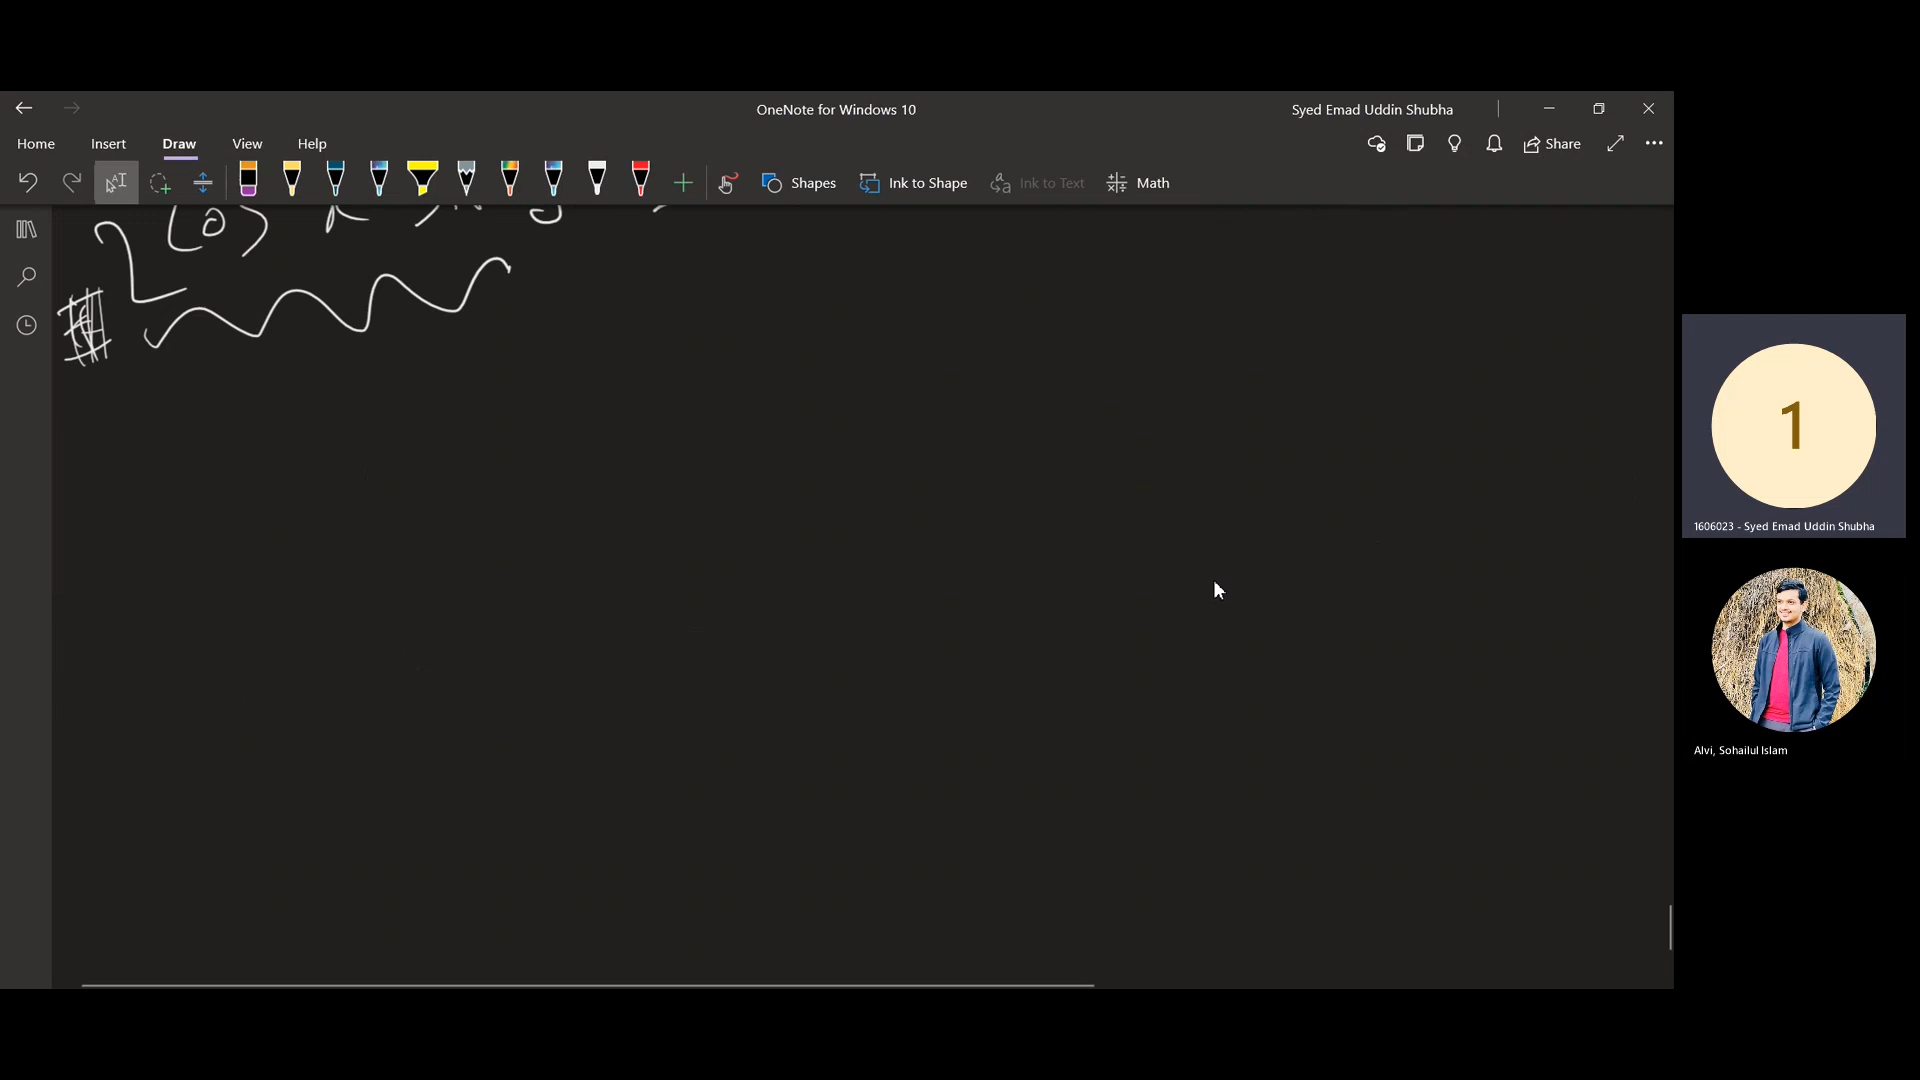 OneNote for Windows 10
Syed Emad Uddin Shubha
Home Insert Draw View Help
Share
Shapes
Ink to Shape
Ink to Text
Math
1
1606023 - Syed Emad Uddin Shubha
Alvi, Sohailul Islam